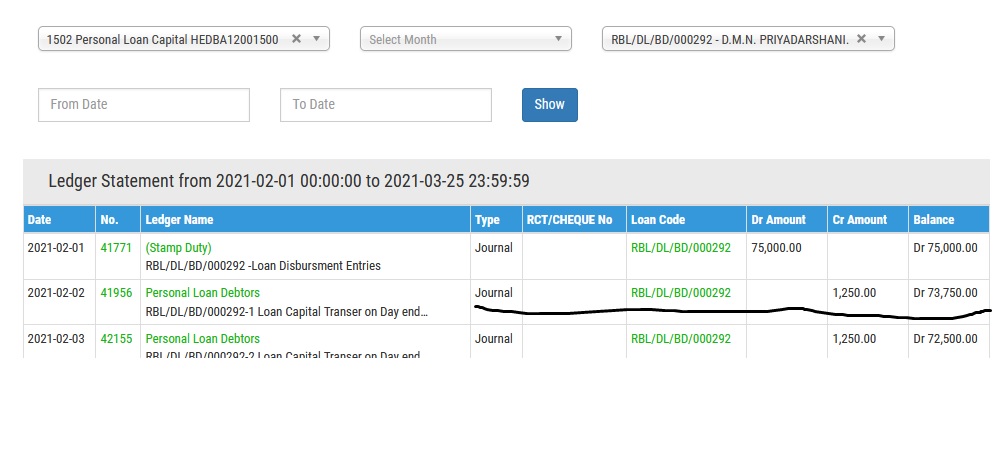 1502 Personal Loan Capital HEDBA12001500 × Select Month RBL/DL/BD/000292 - D.M.N. PRIYADARSHANI. ×
From Date To Date Show
Ledger Statement from 2021-02-01 00:00:00 to 2021-03-25 23:59:59
Date No. Ledger Name Type RCT/CHEQUE No Loan Code Dr Amount Cr Amount Balance
2021-02-01 41771 (Stamp Duty) Journal RBL/DL/BD/000292 75,000.00 Dr 75,000.00
RBL/DL/BD/000292 -Loan Disbursment Entries
2021-02-02 41956 Personal Loan Debtors Journal RBL/DL/BD/000292 1,250.00 Dr 73,750.00
RBL/DL/BD/000292-1 Loan Capital Transer on Day end...
2021-02-03 42155 Personal Loan Debtors Journal RBL/DL/BD/000292 1,250.00 Dr 72,500.00
RBL/DL/BD/000292-2 Loan Capital Transer on Day end